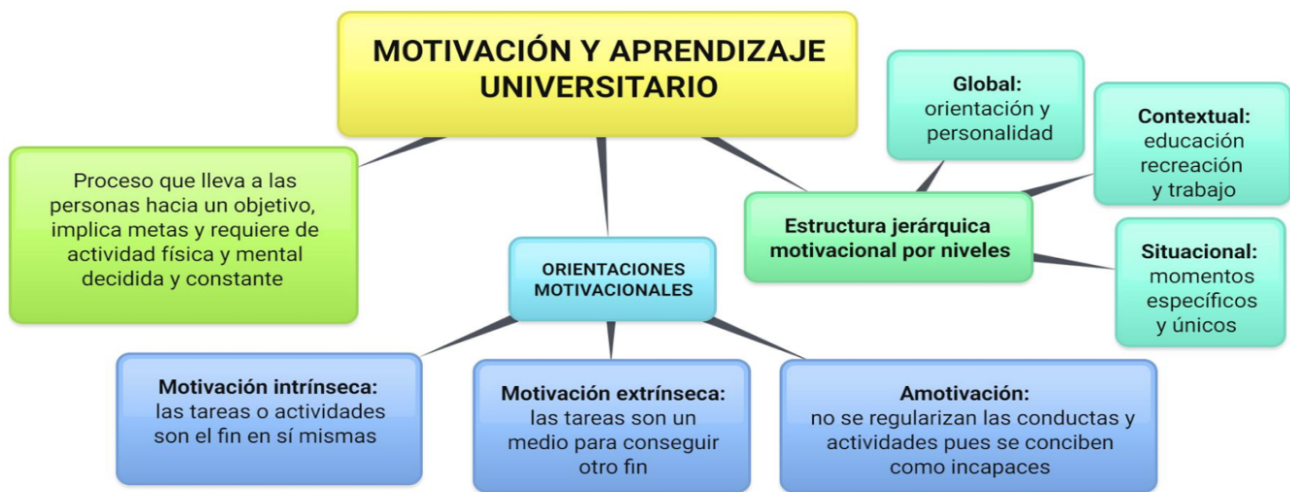 MOTIVACIÓN Y APRENDIZAJE
UNIVERSITARIO
Proceso que lleva a las
personas hacia un objetivo,
implica metas y requiere de
actividad física y mental
decidida y constante
ORIENTACIONES
MOTIVACIONALES
Motivación intrínseca:
las tareas o actividades
son el fin en sí mismas
Motivación extrínseca:
las tareas son un
medio para conseguir
otro fin
Amotivación:
no se regularizan las conductas y
actividades pues se conciben
como incapaces
Estructura jerárquica
motivacional por niveles
Global:
orientación y
personalidad
Contextual:
educación
recreación
y trabajo
Situacional:
momentos
específicos
y únicos